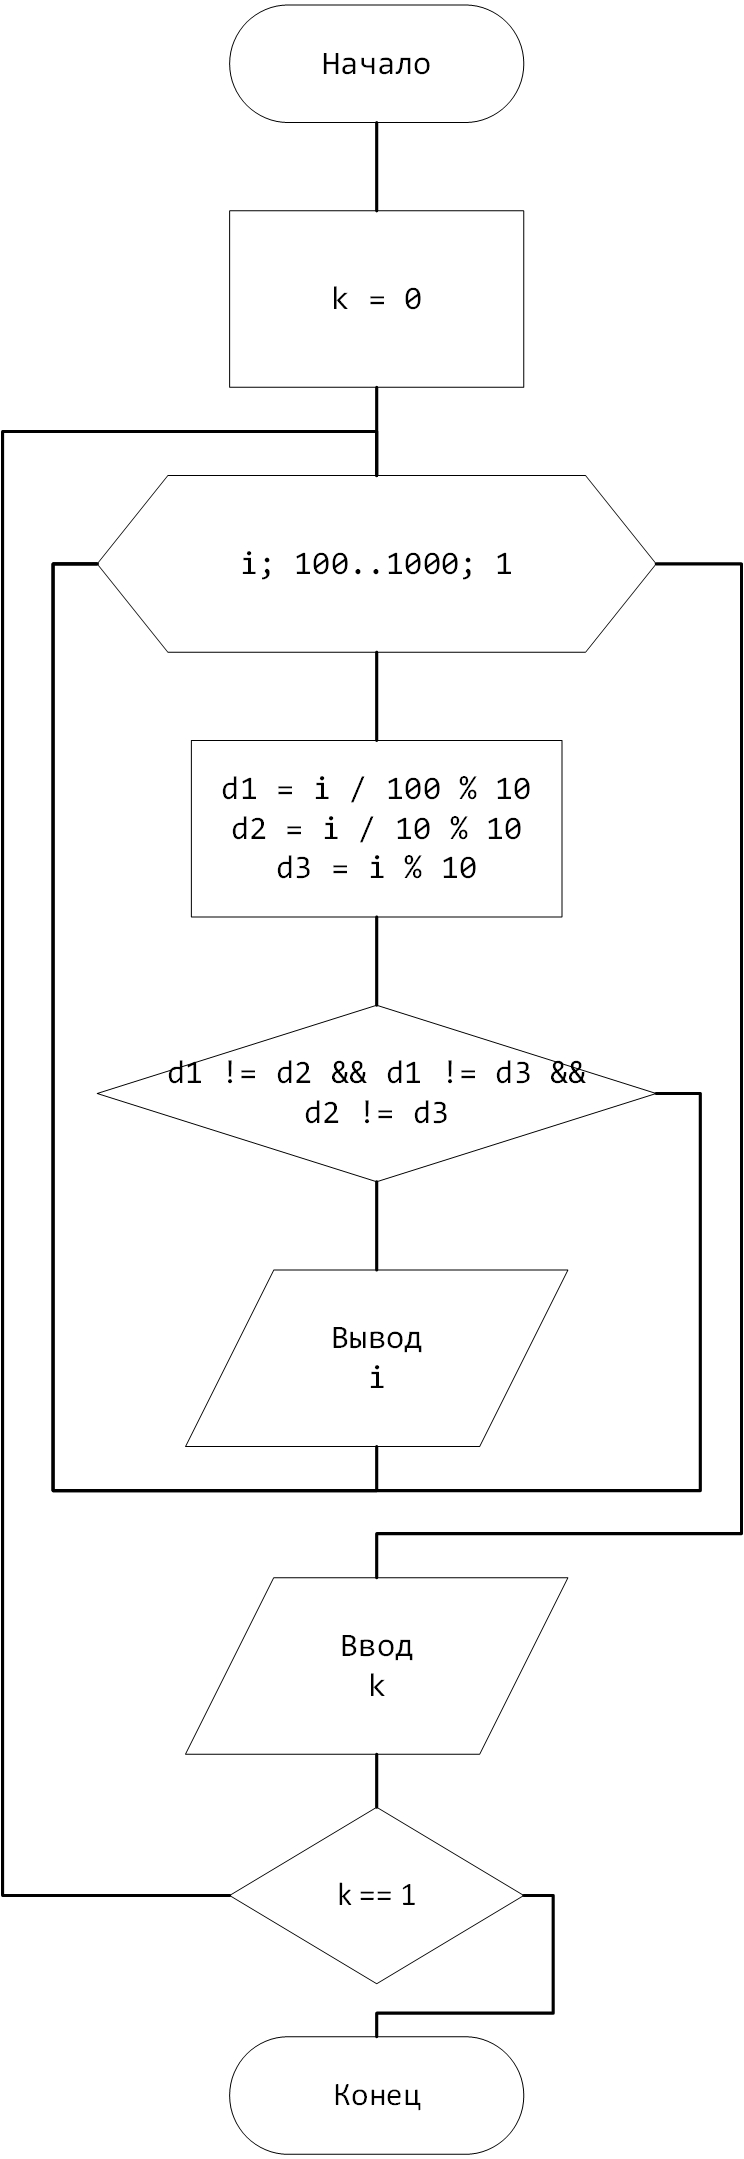 Начало
k = 0
i; 100..1000; 1
d1 = i / 100 % 10
d2 = i / 10 % 10
d3 = i % 10
d1 != d2 && d1 != d3 &&
d2 != d3
Вывод
i
Ввод
k
k == 1
Конец